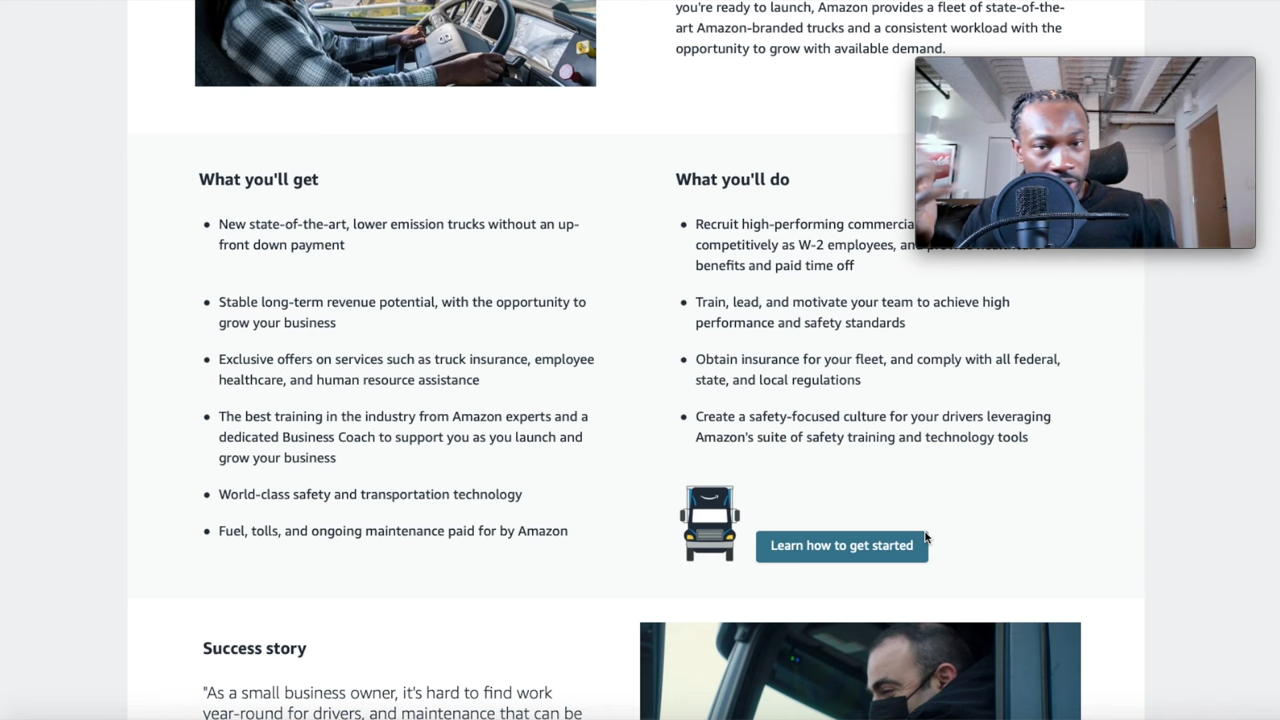 you're ready to launch, Amazon provides a fleet of state-of-the-
art Amazon-branded trucks and a consistent workload with the
opportunity to grow with available demand.
What you'll get
New state-of-the-art, lower emission trucks without an up-
front down payment
Stable long-term revenue potential, with the opportunity to
grow your business
Exclusive offers on services such as truck insurance, employee
healthcare, and human resource assistance
The best training in the industry from Amazon experts and a
dedicated Business Coach to support you as you launch and
grow your business
World-class safety and transportation technology
Fuel, tolls, and ongoing maintenance paid for by Amazon
What you'll do
Recruit high-performing commercia
competitively as W-2 employees, and
benefits and paid time off
Train, lead, and motivate your team to achieve high
performance and safety standards
Obtain insurance for your fleet, and comply with all federal,
state, and local regulations
Create a safety-focused culture for your drivers leveraging
Amazon's suite of safety training and technology tools
Learn how to get started
Success story
"As a small business owner, it's hard to find work
year-round for drivers, and maintenance that can be